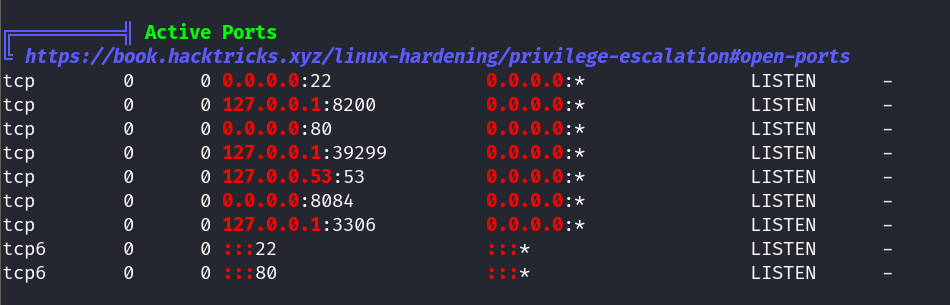 ╔══════════╣ Active Ports
╚ https://book.hacktricks.xyz/linux-hardening/privilege-escalation#open-ports
tcp        0      0 0.0.0.0:22              0.0.0.0:*               LISTEN      -
tcp        0      0 127.0.0.1:8200          0.0.0.0:*               LISTEN      -
tcp        0      0 0.0.0.0:80              0.0.0.0:*               LISTEN      -
tcp        0      0 127.0.0.1:39299         0.0.0.0:*               LISTEN      -
tcp        0      0 127.0.0.53:53           0.0.0.0:*               LISTEN      -
tcp        0      0 0.0.0.0:8084            0.0.0.0:*               LISTEN      -
tcp        0      0 127.0.0.1:3306          0.0.0.0:*               LISTEN      -
tcp6       0      0 :::22                   :::*                    LISTEN      -
tcp6       0      0 :::80                   :::*                    LISTEN      -